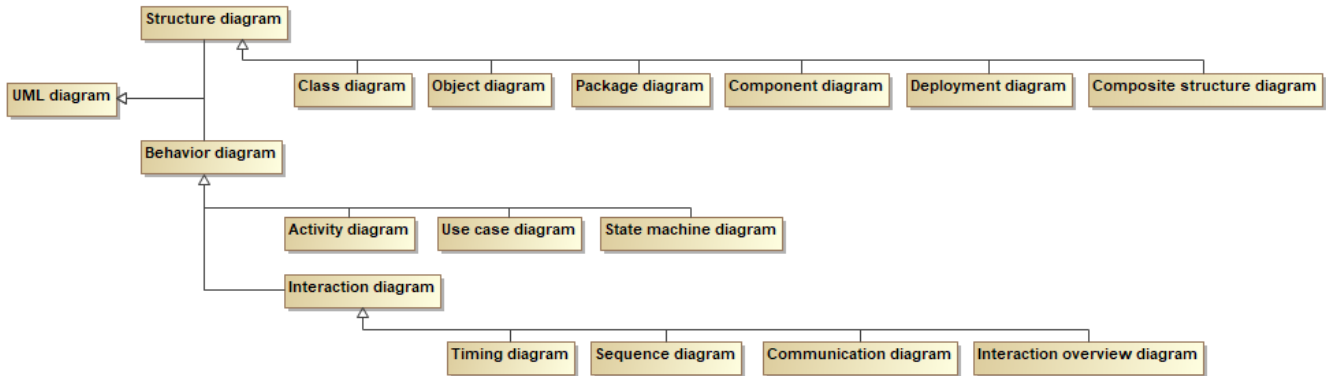 Structure diagram
Class diagram
Object diagram
Package diagram
Component diagram
Deployment diagram
Composite structure diagram
UML diagram
Behavior diagram
Activity diagram
Use case diagram
State machine diagram
Interaction diagram
Timing diagram
Sequence diagram
Communication diagram
Interaction overview diagram